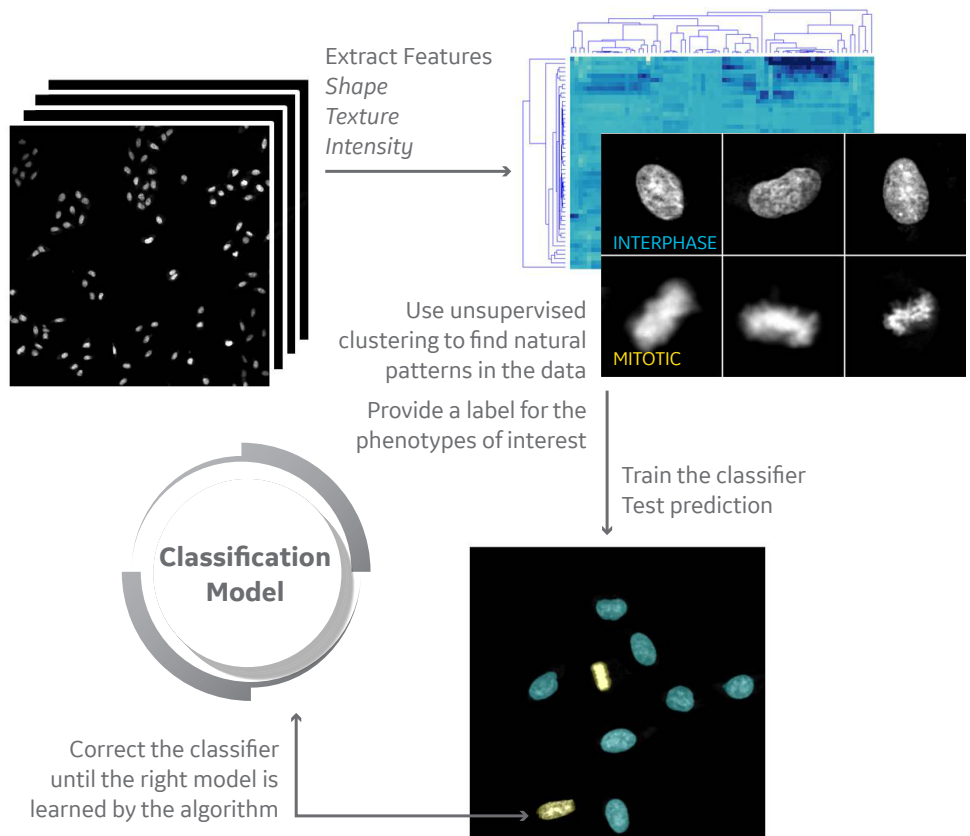 Extract Features
Shape
Texture
Intensity
INTERPHASE
MITOTIC
Use unsupervised
clustering to find natural
patterns in the data
Provide a label for the
phenotypes of interest
Train the classifier
Test prediction
Classification
Model
Correct the classifier
until the right model is
learned by the algorithm